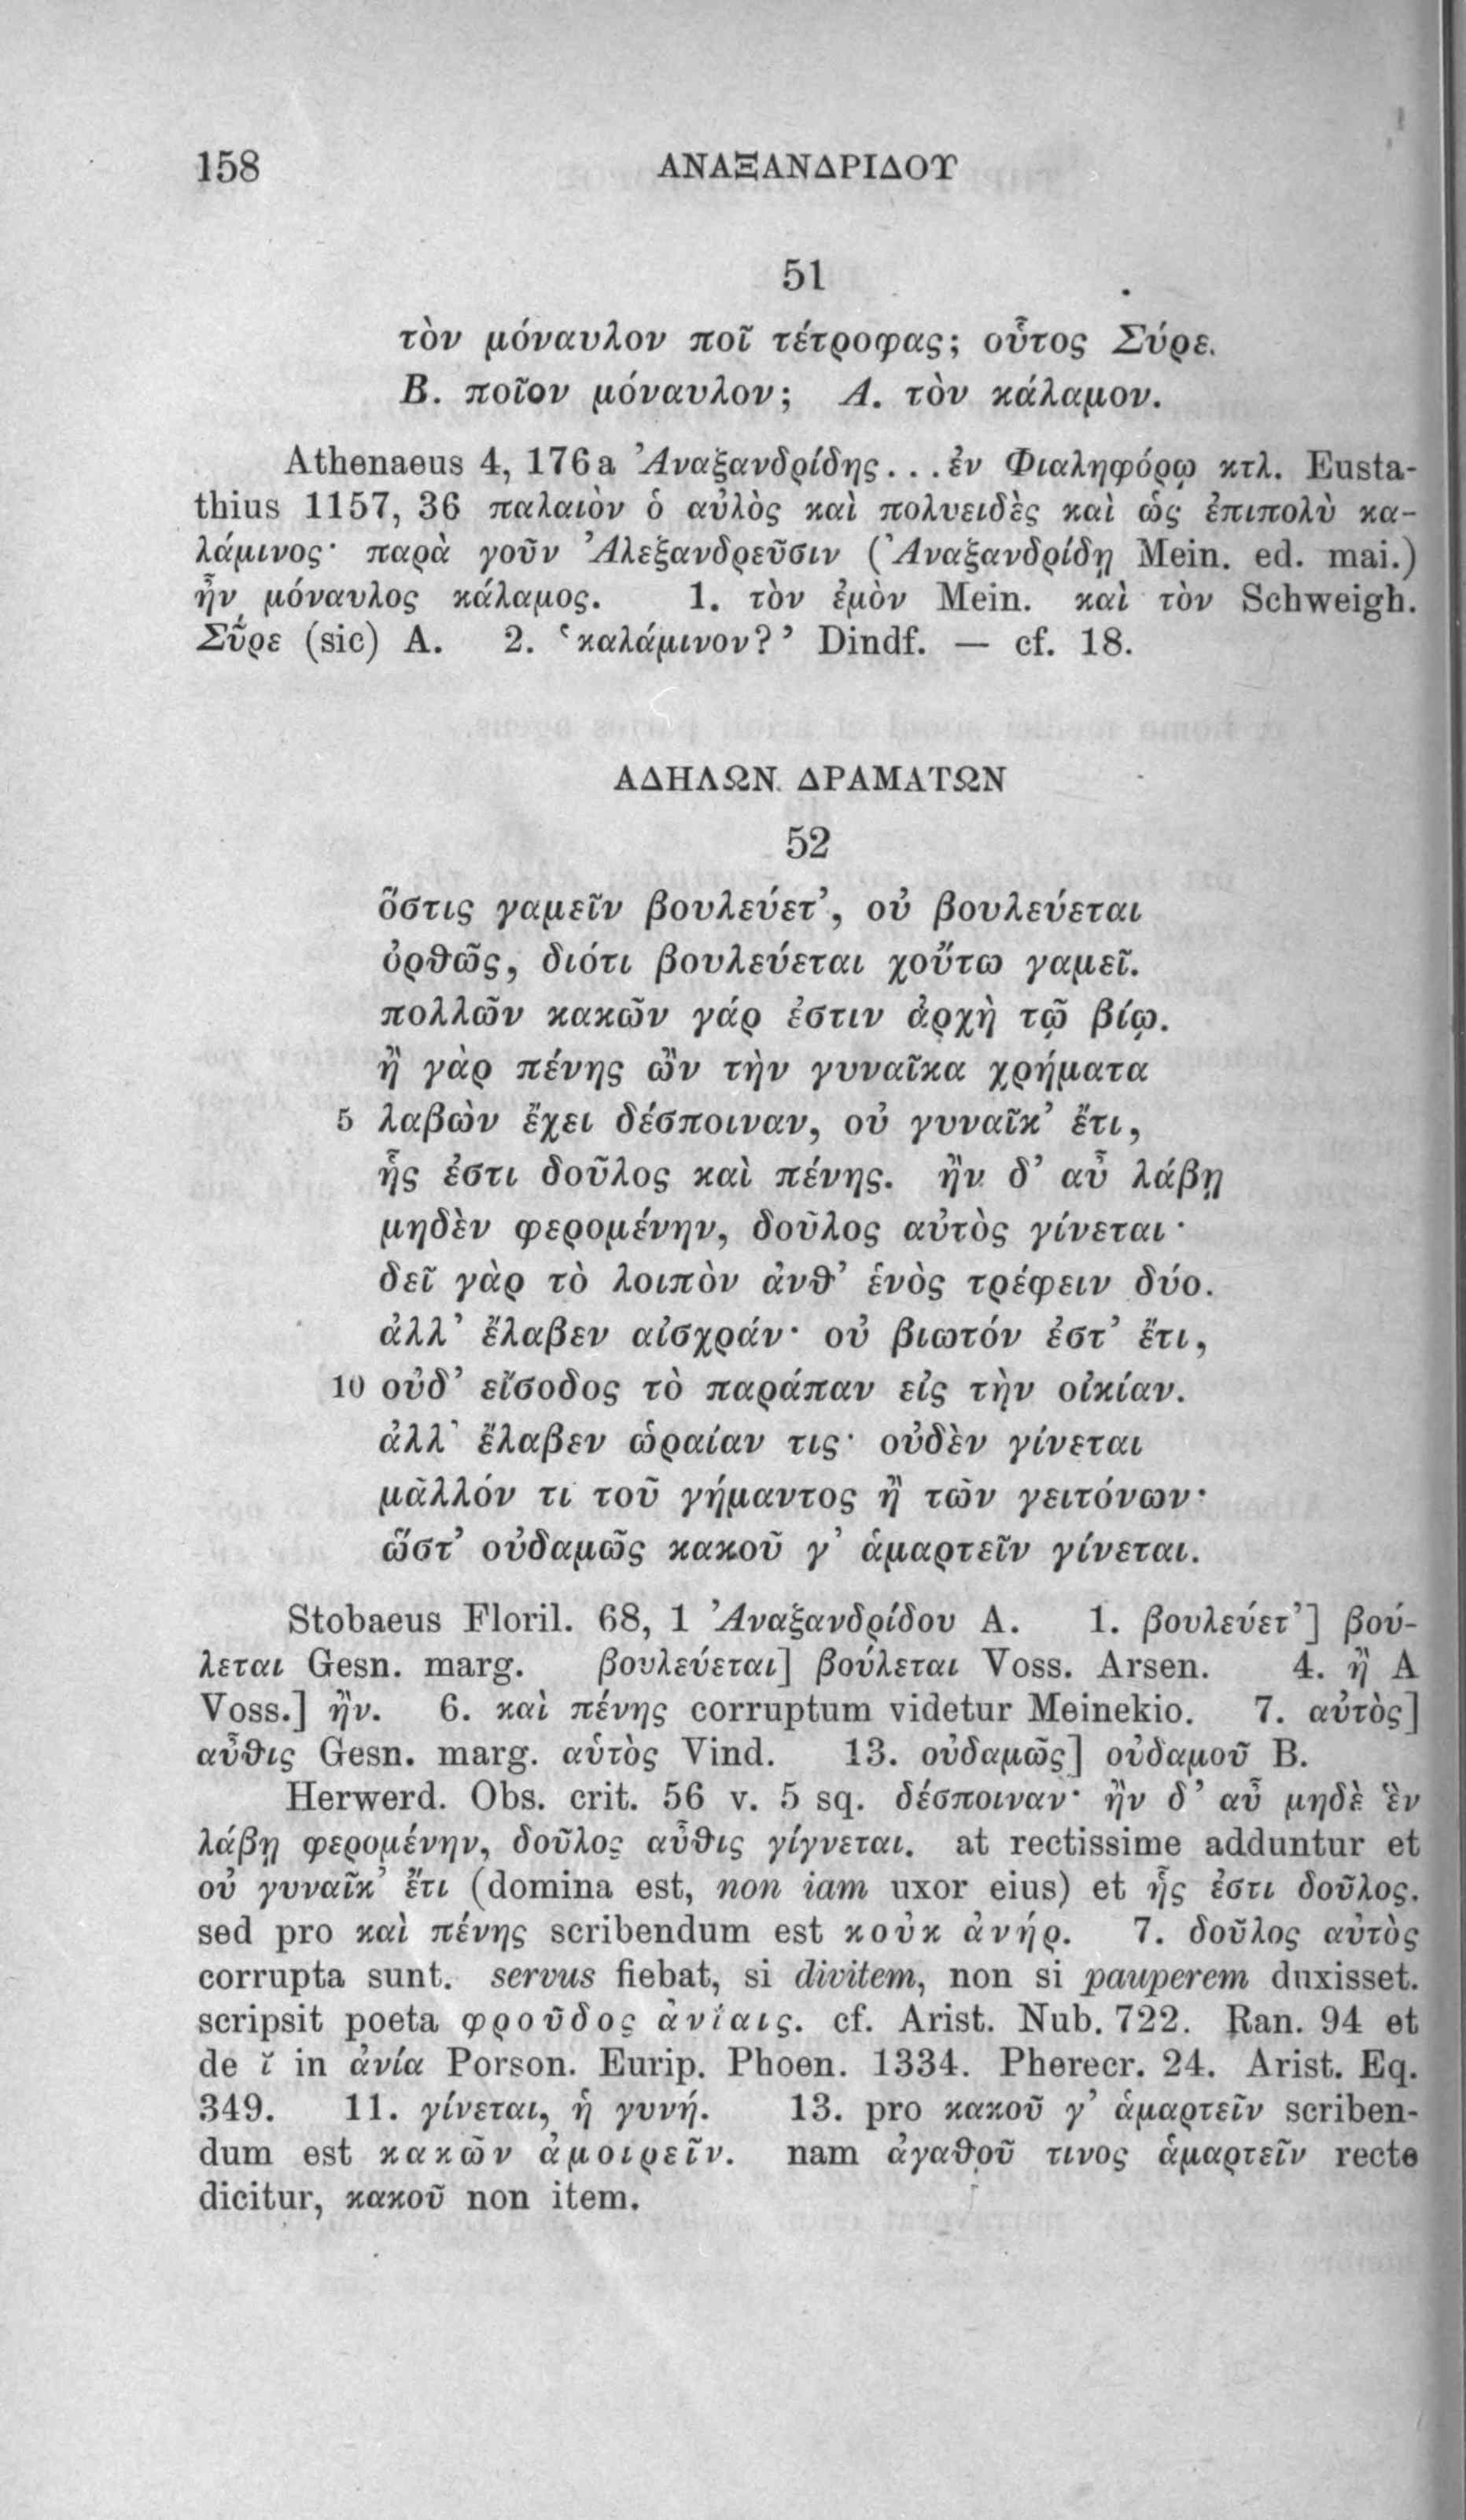 158 ΑΝΑΞΑΝΔΡΙΔΟΥ
51
τὸν μόναυλον ποῖ τέτροφας; οὗτος Σύρε.
Β. ποῖον μόναυλον; Α. τὸν κάλαμον.
Athenaeus 4, 176 a Ἀναξανδρίδης...ἐν Φιαληφόρῳ κτλ. Eusta-
thius 1157, 36 παλαιὸν ὁ αὐλὸς καὶ πολυειδὲς καὶ ὡς ἐπιπολὺ κα-
λάμινος· παρὰ γοῦν Ἀλεξανδρεῦσιν (Ἀναξανδρίδῃ Mein. ed. mai.)
ἦν μόναυλος κάλαμος. 1. τὸν ἐμὸν Mein. καὶ τὸν Schweigh.
Σῦρε (sic) A. 2. ‘καλάμινον?’ Dindf. — cf. 18.
ΑΔΗΛΩΝ ΔΡΑΜΑΤΩΝ
52
ὅστις γαμεῖν βουλεύετ’, οὐ βουλεύεται
ὀρθῶς, διότι βουλεύεται χοὕτω γαμεῖ.
πολλῶν κακῶν γάρ ἐστιν ἀρχὴ τῷ βίῳ.
ἢ γὰρ πένης ὢν τὴν γυναῖκα χρήματα
5 λαβὼν ἔχει δέσποιναν, οὐ γυναῖκ’ ἔτι,
ἧς ἐστι δοῦλος καὶ πένης. ἢν δ’ αὖ λάβῃ
μηδὲν φερομένην, δοῦλος αὐτὸς γίνεται·
δεῖ γὰρ τὸ λοιπὸν ἀνθ’ ἑνὸς τρέφειν δύο.
ἀλλ’ ἔλαβεν αἰσχράν· οὐ βιωτόν ἐστ’ ἔτι,
10 οὐδ’ εἴσοδος τὸ παράπαν εἰς τὴν οἰκίαν.
ἀλλ’ ἔλαβεν ὡραίαν τις· οὐδὲν γίνεται
μᾶλλόν τι τοῦ γήμαντος ἢ τῶν γειτόνων·
ὥστ’ οὐδαμῶς κακοῦ γ’ ἁμαρτεῖν γίνεται.
Stobaeus Floril. 68, 1 Ἀναξανδρίδου A. 1. βουλεύετ’] βού-
λεται Gesn. marg. βουλεύεται] βούλεται Voss. Arsen. 4. ἢ A
Voss.] ἢν. 6. καὶ πένης corruptum videtur Meinekio. 7. αὐτὸς]
αὖθις Gesn. marg. αὑτὸς Vind. 13. οὐδαμῶς] οὐδαμοῦ B.
Herwerd. Obs. crit. 56 v. 5 sq. δέσποιναν· ἢν δ’ αὖ μηδὲ ἓν
λάβῃ φερομένην, δοῦλος αὖθις γίγνεται. at rectissime adduntur et
οὐ γυναῖκ’ ἔτι (domina est, non iam uxor eius) et ἧς ἐστι δοῦλος.
sed pro καὶ πένης scribendum est κοὐκ ἀνήρ. 7. δοῦλος αὐτὸς
corrupta sunt. servus fiebat, si divitem, non si pauperem duxisset.
scripsit poeta φροῦδος ἀνίαις. cf. Arist. Nub. 722. Ran. 94 et
de ῐ in ἀνία Porson. Eurip. Phoen. 1334. Pherecr. 24. Arist. Eq.
349. 11. γίνεται, ἡ γυνή. 13. pro κακοῦ γ’ ἁμαρτεῖν scriben-
dum est κακῶν ἀμοιρεῖν. nam ἀγαθοῦ τινος ἁμαρτεῖν recte
dicitur, κακοῦ non item.